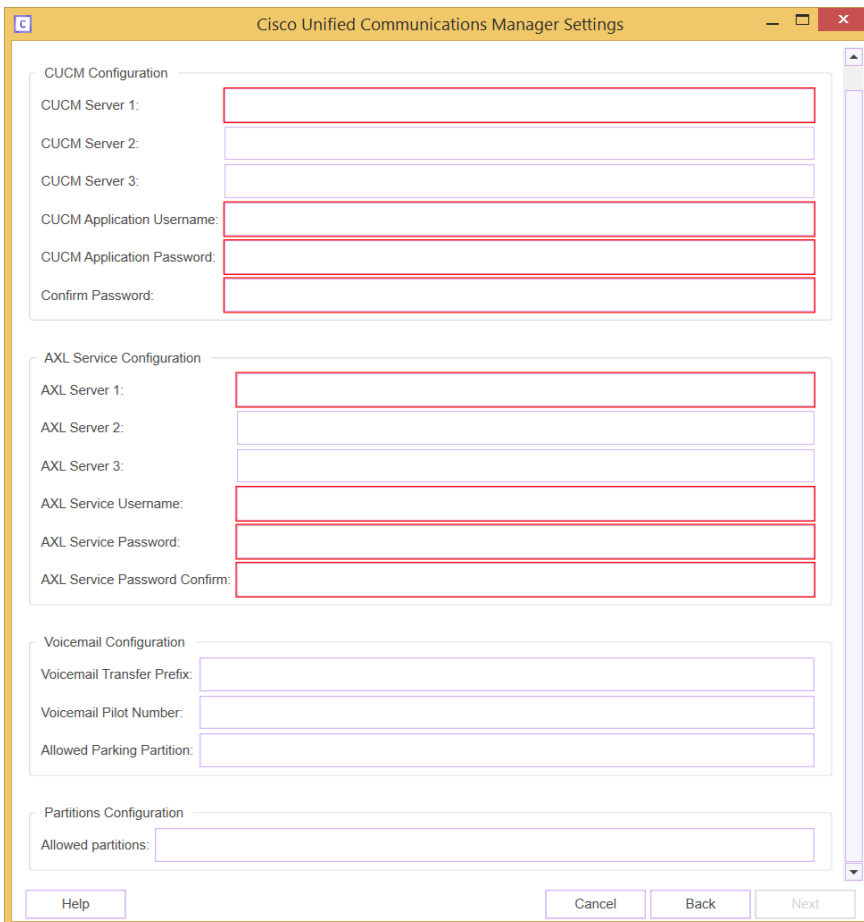 C
Cisco Unified Communications Manager Settings
CUCM Configuration
CUCM Server 1:
CUCM Server 2:
CUCM Server 3:
CUCM Application Username:
CUCM Application Password:
Confirm Password:
AXL Service Configuration
AXL Server 1:
AXL Server 2:
AXL Server 3:
AXL Service Username:
AXL Service Password:
AXL Service Password Confirm:
Voicemail Configuration
Voicemail Transfer Prefix:
Voicemail Pilot Number:
Allowed Parking Partition:
Partitions Configuration
Allowed partitions:
Help Cancel Back Next